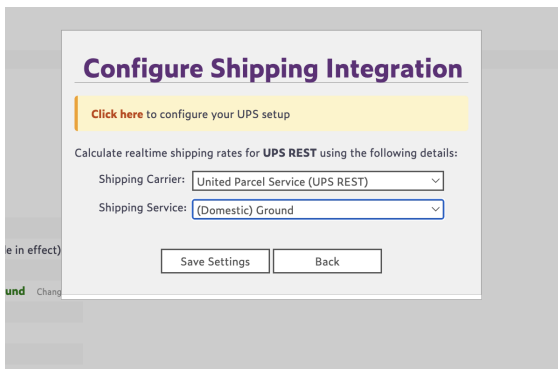 Configure Shipping Integration
Click here to configure your UPS setup
Calculate realtime shipping rates for UPS REST using the following details:
Shipping Carrier: United Parcel Service (UPS REST)
Shipping Service: (Domestic) Ground
in effect)
Save Settings Back
Chang